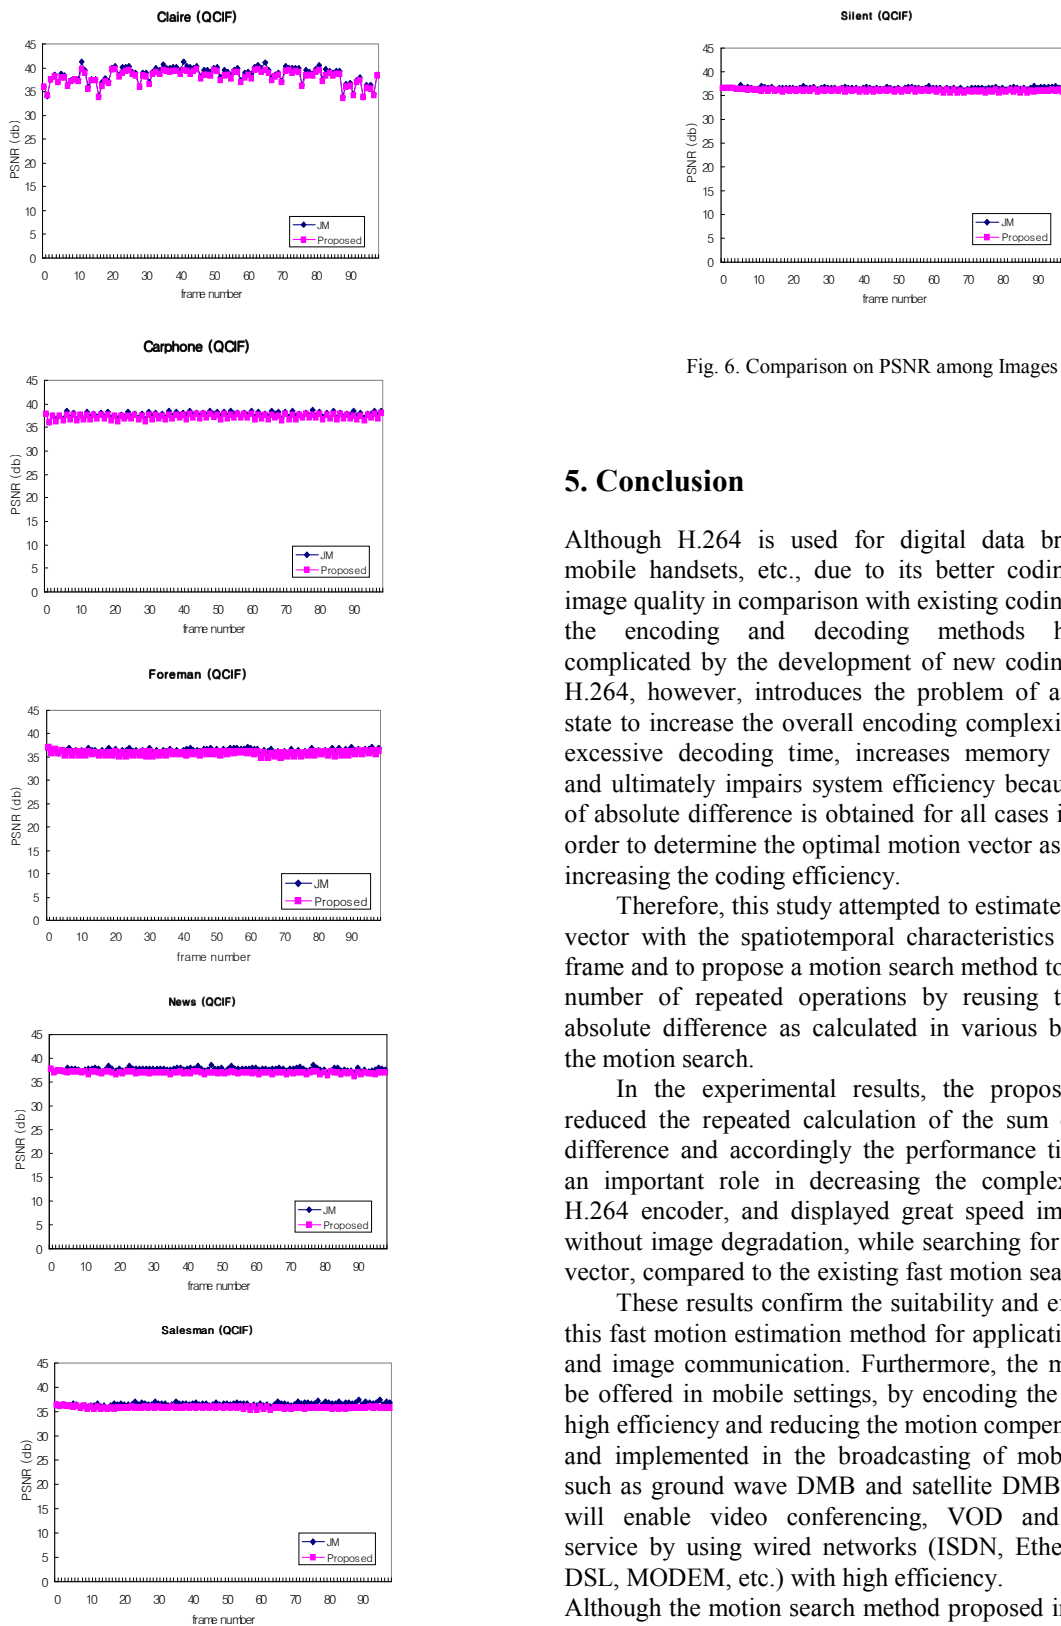 Claire (QCIF)
45
40
35
30
25
20
15
10
5
0
PSNR (db)
JM
Proposed
0 10 20 30 40 50 60 70 80 90
frame number
Carphone (QCIF)
45
40
35
30
25
20
15
10
5
0
PSNR (db)
JM
Proposed
0 10 20 30 40 50 60 70 80 90
frame number
Foreman (QCIF)
45
40
35
30
25
20
15
10
5
0
PSNR (db)
JM
Proposed
0 10 20 30 40 50 60 70 80 90
frame number
News (QCIF)
45
40
35
30
25
20
15
10
5
0
PSNR (db)
JM
Proposed
0 10 20 30 40 50 60 70 80 90
frame number
Salesman (QCIF)
45
40
35
30
25
20
15
10
5
0
PSNR (db)
JM
Proposed
0 10 20 30 40 50 60 70 80 90
frame number
Silent (QCIF)
45
40
35
30
25
20
15
10
5
0
PSNR (db)
JM
Proposed
0 10 20 30 40 50 60 70 80 90
frame number
Fig. 6. Comparison on PSNR among Images
5. Conclusion
Although H.264 is used for digital data br
mobile handsets, etc., due to its better codin
image quality in comparison with existing coding
the encoding and decoding methods h
complicated by the development of new codin
H.264, however, introduces the problem of a
state to increase the overall encoding complexi
excessive decoding time, increases memory
and ultimately impairs system efficiency becau
of absolute difference is obtained for all cases i
order to determine the optimal motion vector as
increasing the coding efficiency.
Therefore, this study attempted to estimate
vector with the spatiotemporal characteristics
frame and to propose a motion search method to
number of repeated operations by reusing t
absolute difference as calculated in various b
the motion search.
In the experimental results, the propos
reduced the repeated calculation of the sum
difference and accordingly the performance ti
an important role in decreasing the complex
H.264 encoder, and displayed great speed im
without image degradation, while searching for
vector, compared to the existing fast motion sea
These results confirm the suitability and e
this fast motion estimation method for applicati
and image communication. Furthermore, the m
be offered in mobile settings, by encoding the
high efficiency and reducing the motion compen
and implemented in the broadcasting of mob
such as ground wave DMB and satellite DMB
will enable video conferencing, VOD and
service by using wired networks (ISDN, Ethe
DSL, MODEM, etc.) with high efficiency.
Although the motion search method proposed i